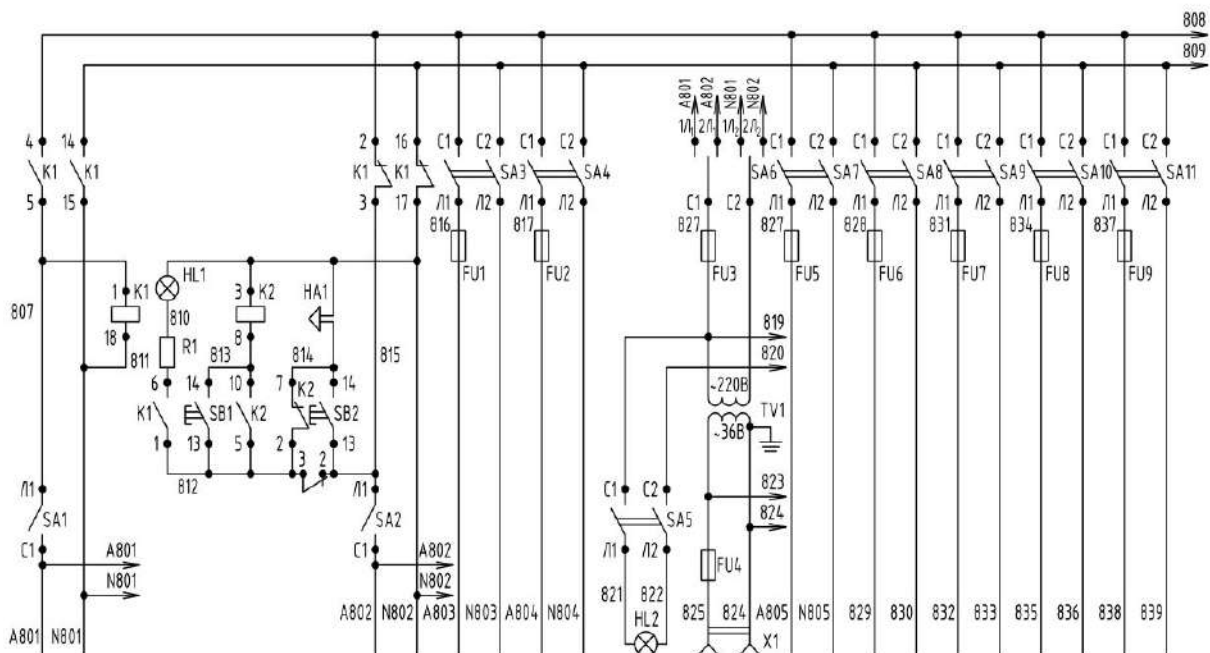 808
809
A801
A802
N801
N802
1Л₁ 2Л₁ 1Л₂ 2Л₂
4 14 2 16 C1 C2 C1 C2 C1 C2 C1 C2 C1 C2 C1 C2 C1 C2
K1 K1 K1 K1 SA3 SA4 SA6 SA7 SA8 SA9 SA10 SA11
5 15 3 17 Л1 Л2 Л1 Л2 C1 C2 Л1 Л2 Л1 Л2 Л1 Л2 Л1 Л2 Л1 Л2
816 817 827 827 828 831 834 837
FU1 FU2 FU3 FU5 FU6 FU7 FU8 FU9
HL1
1 K1 3 K2 HA1
807 810
18 8
811 R1 813 814 815
819
820
6 14 10 7 K2 14
~220В
K1 SB1 K2 SB2 TV1
~36В
1 13 5 2 3 2 13
812
Л1 Л1 C1 C2 823
SA1 SA2 SA5 824
C1 C1 Л1 Л2
A801 A802 FU4
N801 N802
821 822
HL2
A801 N801 A802 N802 A803 N803 A804 N804 825 824 A805 N805 829 830 832 833 835 836 838 839
X1